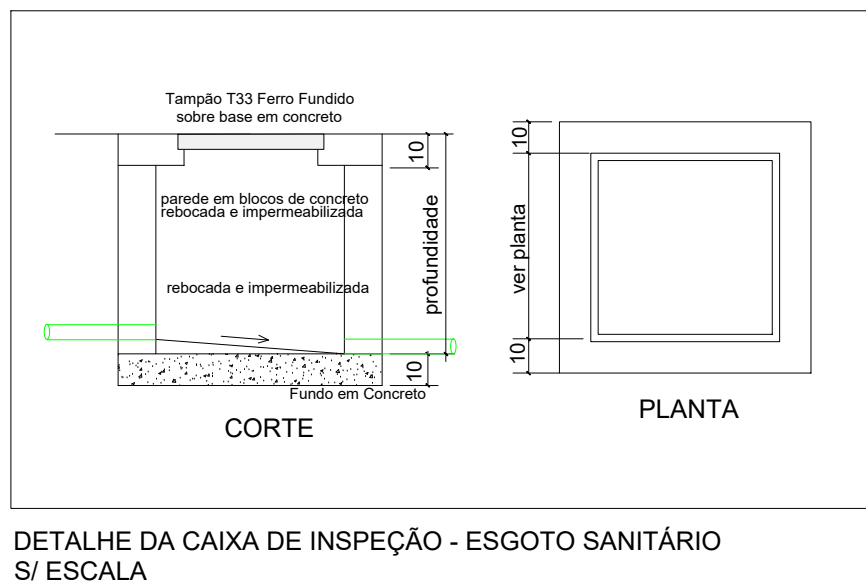 Tampão T33 Ferro Fundido
sobre base em concreto
10
parede em blocos de concreto
rebocada e impermeabilizada
rebocada e impermeabilizada
profundidade
10
Fundo em Concreto
CORTE
10
ver planta
10
PLANTA
DETALHE DA CAIXA DE INSPEÇÃO - ESGOTO SANITÁRIO
S/ ESCALA